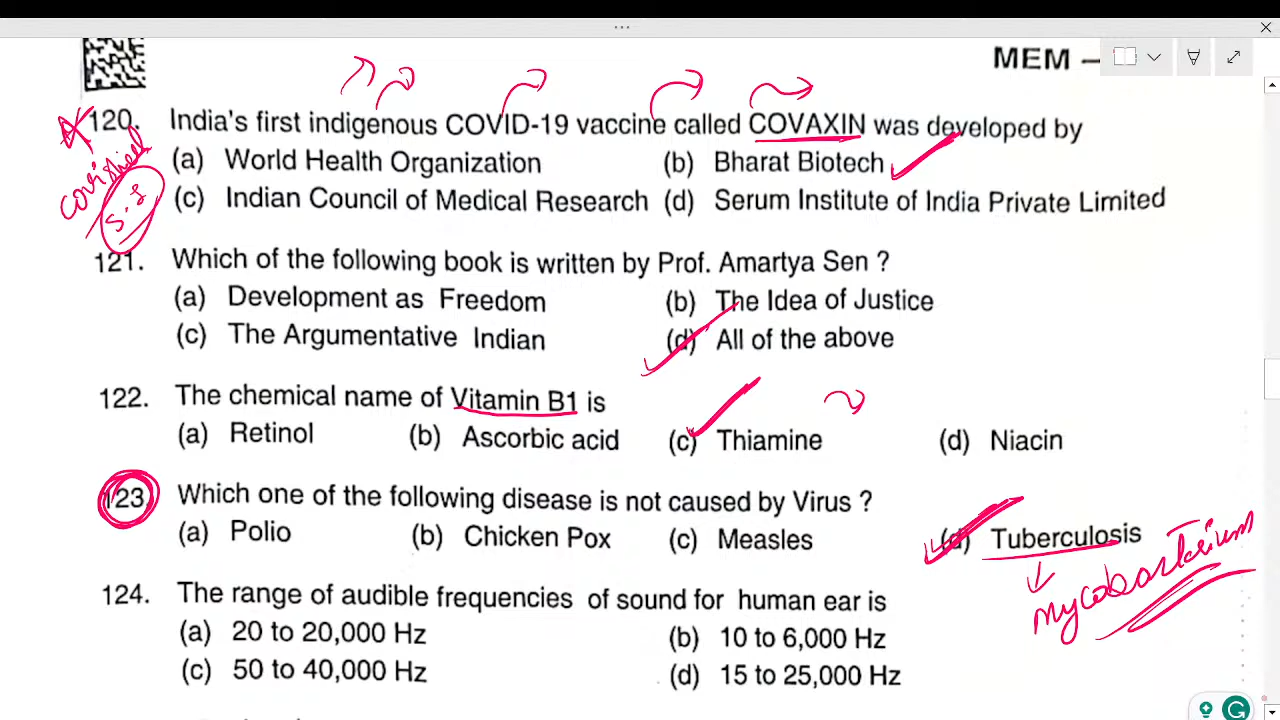 MEM –
120. India's first indigenous COVID-19 vaccine called COVAXIN was developed by
covishield
(a) World Health Organization (b) Bharat Biotech
(c) Indian Council of Medical Research (d) Serum Institute of India Private Limited
S.I
121. Which of the following book is written by Prof. Amartya Sen ?
(a) Development as Freedom (b) The Idea of Justice
(c) The Argumentative Indian (d) All of the above
122. The chemical name of Vitamin B1 is
(a) Retinol (b) Ascorbic acid (c) Thiamine (d) Niacin
123 Which one of the following disease is not caused by Virus ?
(a) Polio (b) Chicken Pox (c) Measles (d) Tuberculosis
Mycobacterium
124. The range of audible frequencies of sound for human ear is
(a) 20 to 20,000 Hz (b) 10 to 6,000 Hz
(c) 50 to 40,000 Hz (d) 15 to 25,000 Hz